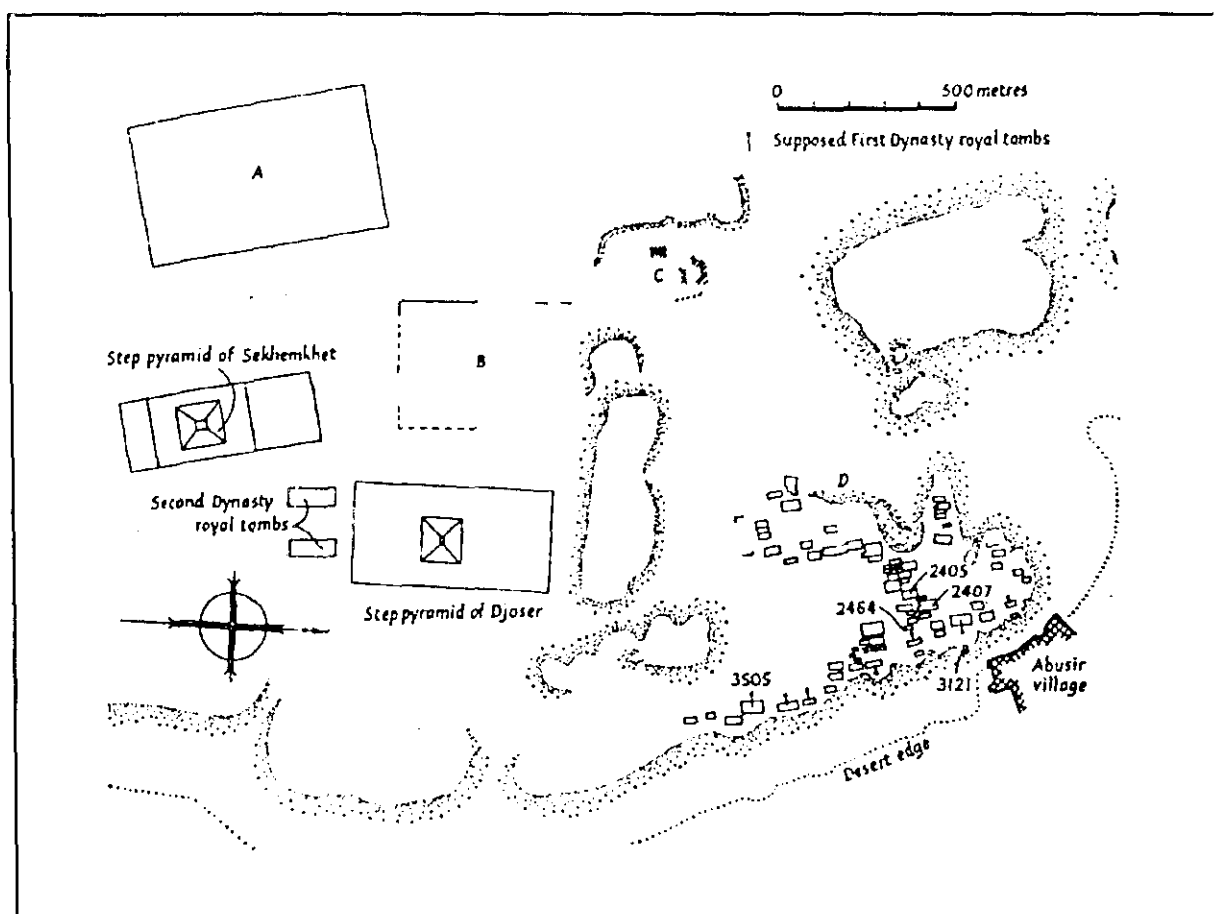 0 500 metres
Supposed First Dynasty royal tombs
A
C
Step pyramid of Sekhemkhet
B
Second Dynasty
royal tombs
D
2405
2407
2464
Step pyramid of Djoser
3505
3121
Abusir
village
Desert edge